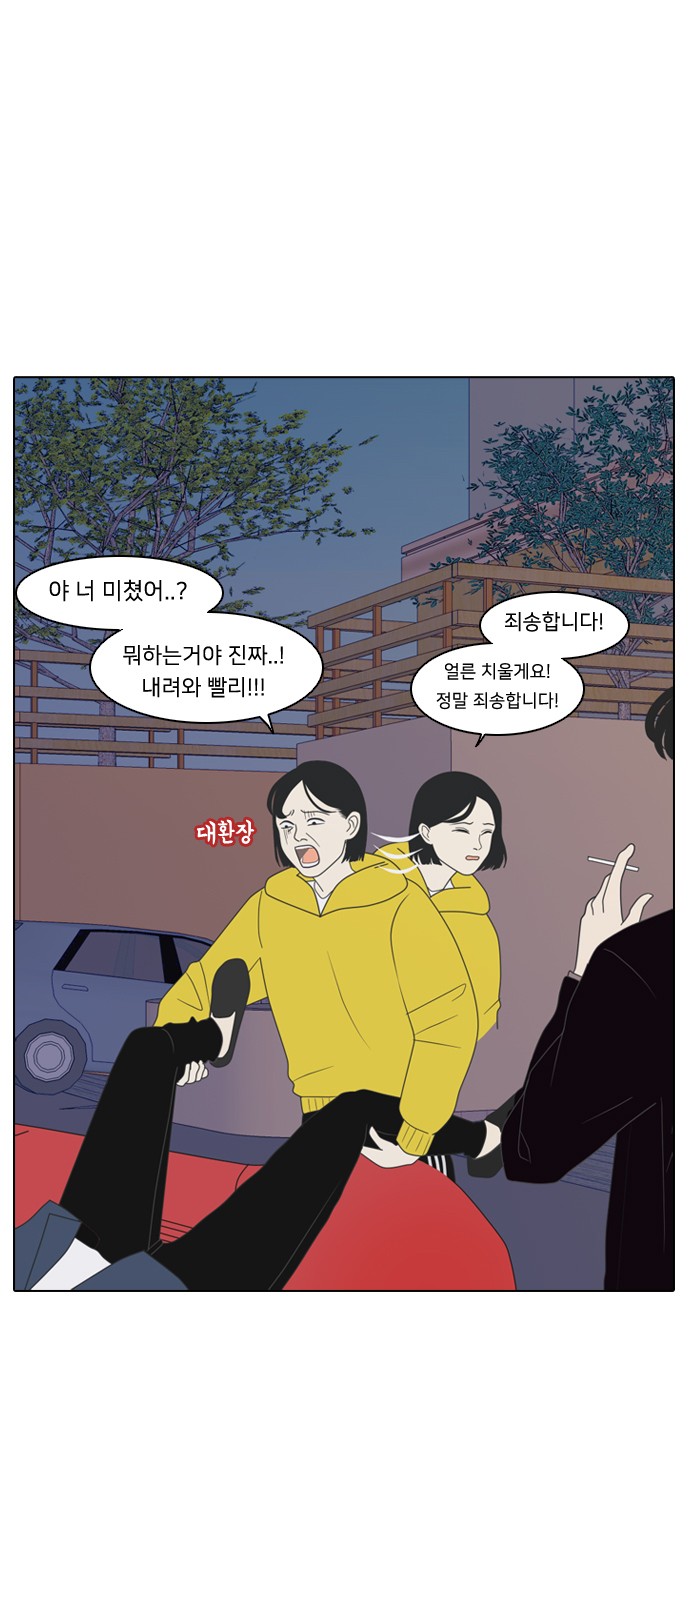 야 너 미쳤어..?
뭐하는거야 진짜..!
내려와 빨리!!!
죄송합니다!
얼른 치울게요!
정말 죄송합니다!
대환장